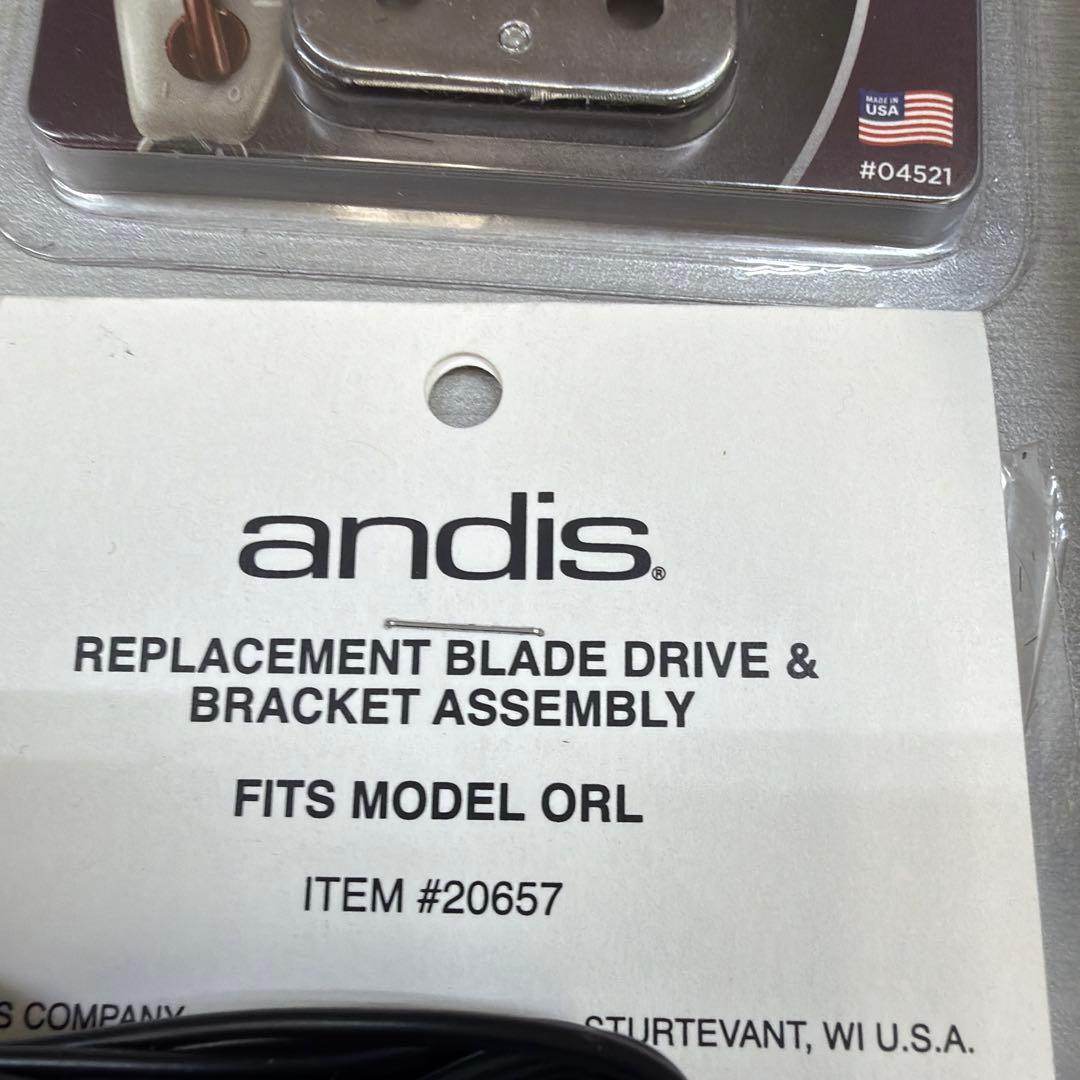 MADE IN
USA
#04521
andis®
REPLACEMENT BLADE DRIVE &
BRACKET ASSEMBLY
FITS MODEL ORL
ITEM #20657
S COMPANY
STURTEVANT, WI U.S.A.